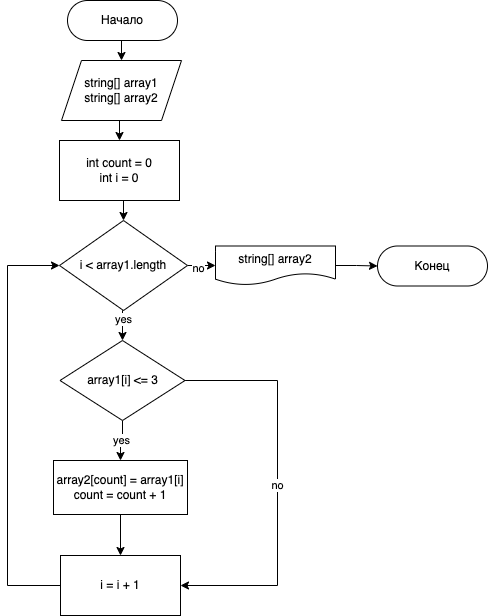 Начало
string[] array1
string[] array2
int count = 0
int i = 0
i < array1.length
no
string[] array2
Конец
yes
array1[i] <= 3
yes
array2[count] = array1[i]
count = count + 1
no
i = i + 1